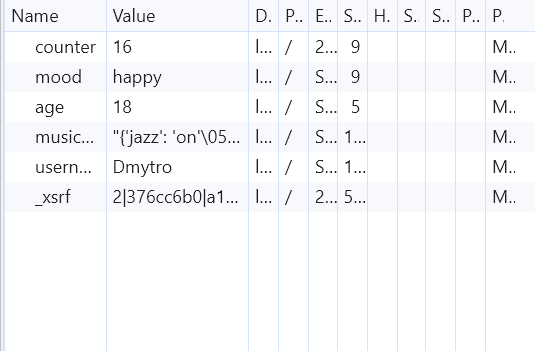 Name Value D. P.. E.. S.. H. S. S.. P.. P.
counter 16 l... / 2... 9 M..
mood happy l... / S... 9 M..
age 18 l... / S... 5 M..
music... "{'jazz': 'on'\05... l... / S... 1... M..
usern... Dmytro l... / S... 1... M..
_xsrf 2|376cc6b0|a1... l... / 2... 5... M..